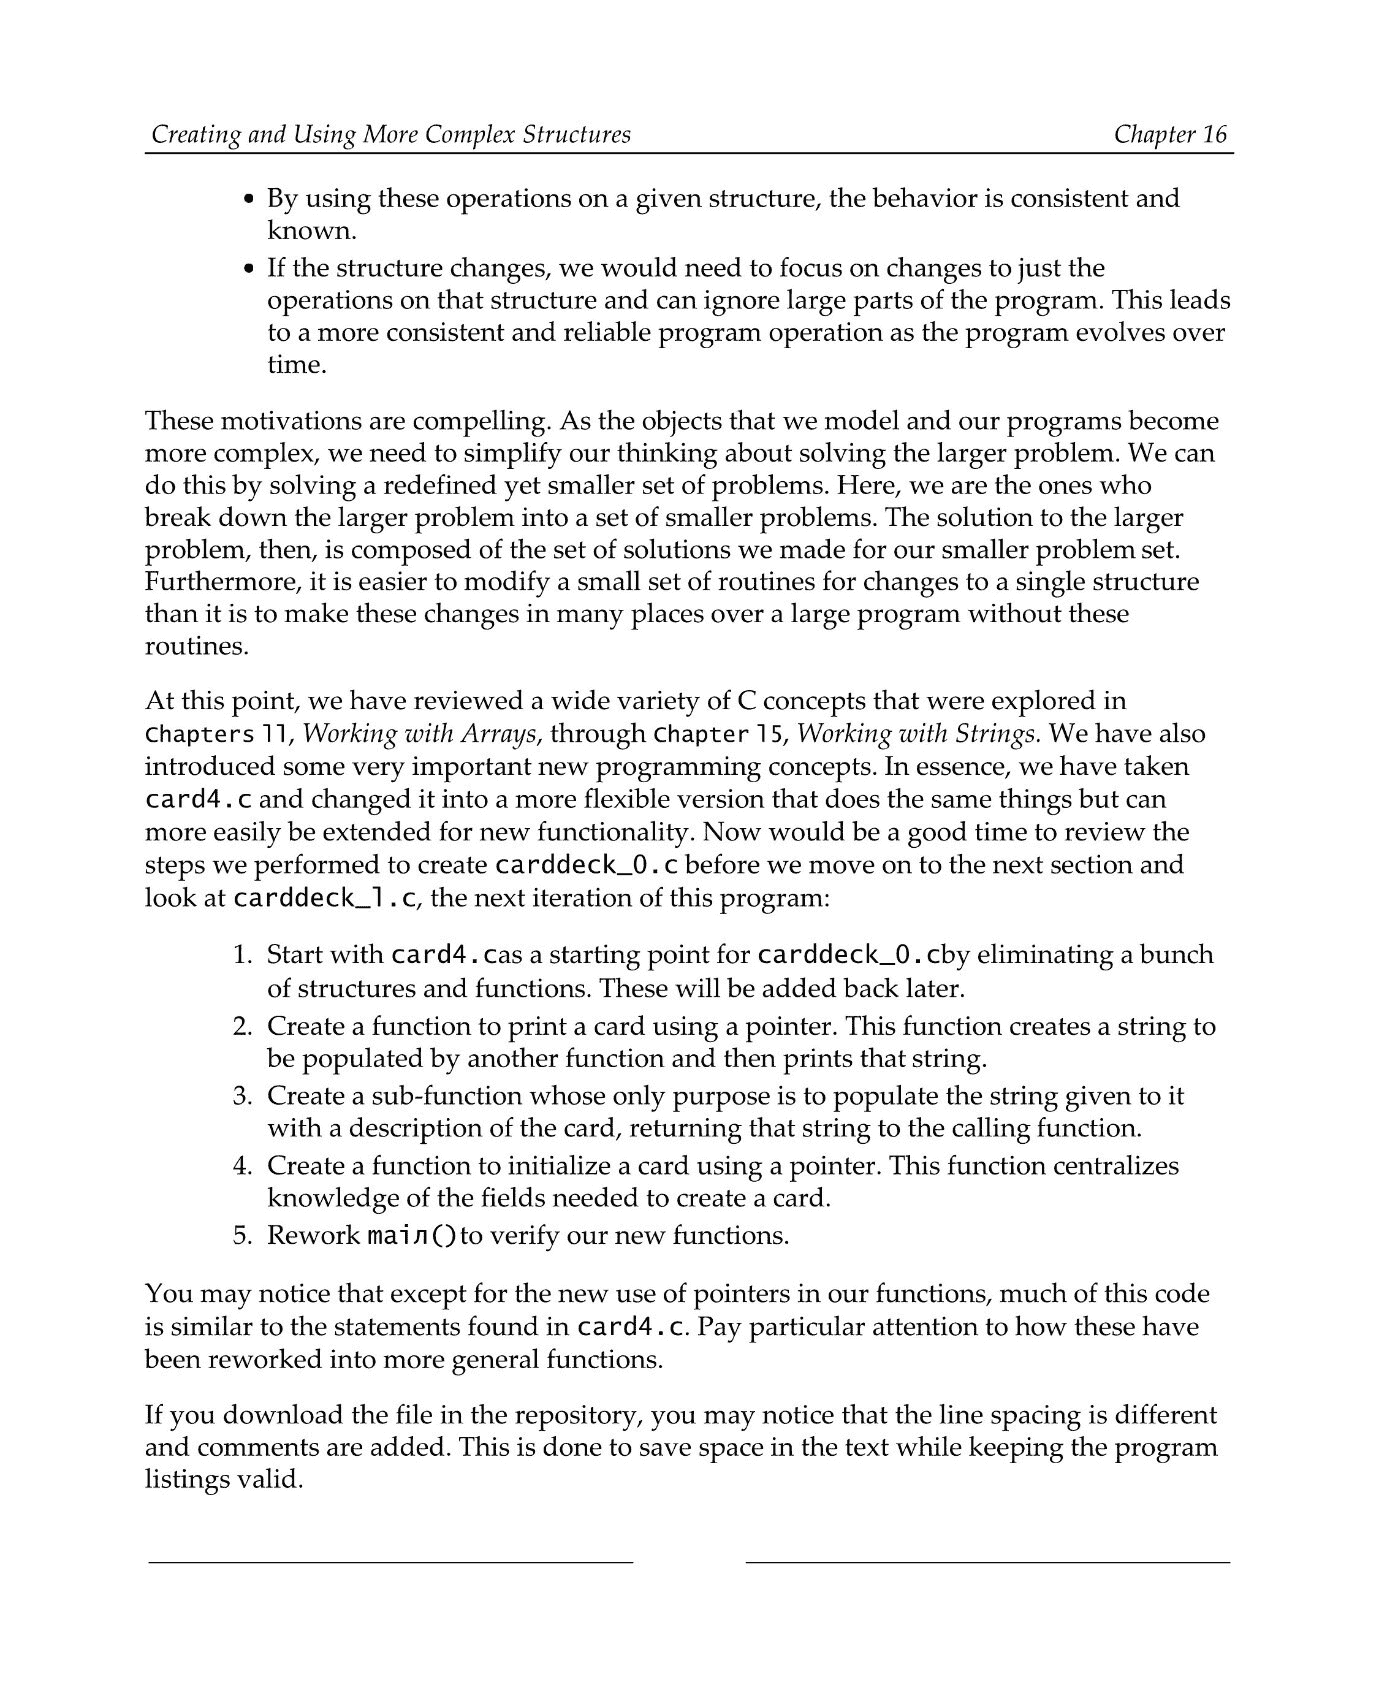 Creating and Using More Complex Structures Chapter 16
• By using these operations on a given structure, the behavior is consistent and
known.
• If the structure changes, we would need to focus on changes to just the
operations on that structure and can ignore large parts of the program. This leads
to a more consistent and reliable program operation as the program evolves over
time.
These motivations are compelling. As the objects that we model and our programs become
more complex, we need to simplify our thinking about solving the larger problem. We can
do this by solving a redefined yet smaller set of problems. Here, we are the ones who
break down the larger problem into a set of smaller problems. The solution to the larger
problem, then, is composed of the set of solutions we made for our smaller problem set.
Furthermore, it is easier to modify a small set of routines for changes to a single structure
than it is to make these changes in many places over a large program without these
routines.
At this point, we have reviewed a wide variety of C concepts that were explored in
Chapters 11, Working with Arrays, through Chapter 15, Working with Strings. We have also
introduced some very important new programming concepts. In essence, we have taken
card4.c and changed it into a more flexible version that does the same things but can
more easily be extended for new functionality. Now would be a good time to review the
steps we performed to create carddeck_0.c before we move on to the next section and
look at carddeck_1.c, the next iteration of this program:
1. Start with card4.cas a starting point for carddeck_0.cby eliminating a bunch
of structures and functions. These will be added back later.
2. Create a function to print a card using a pointer. This function creates a string to
be populated by another function and then prints that string.
3. Create a sub-function whose only purpose is to populate the string given to it
with a description of the card, returning that string to the calling function.
4. Create a function to initialize a card using a pointer. This function centralizes
knowledge of the fields needed to create a card.
5. Rework maiл()to verify our new functions.
You may notice that except for the new use of pointers in our functions, much of this code
is similar to the statements found in card4.c. Pay particular attention to how these have
been reworked into more general functions.
If you download the file in the repository, you may notice that the line spacing is different
and comments are added. This is done to save space in the text while keeping the program
listings valid.